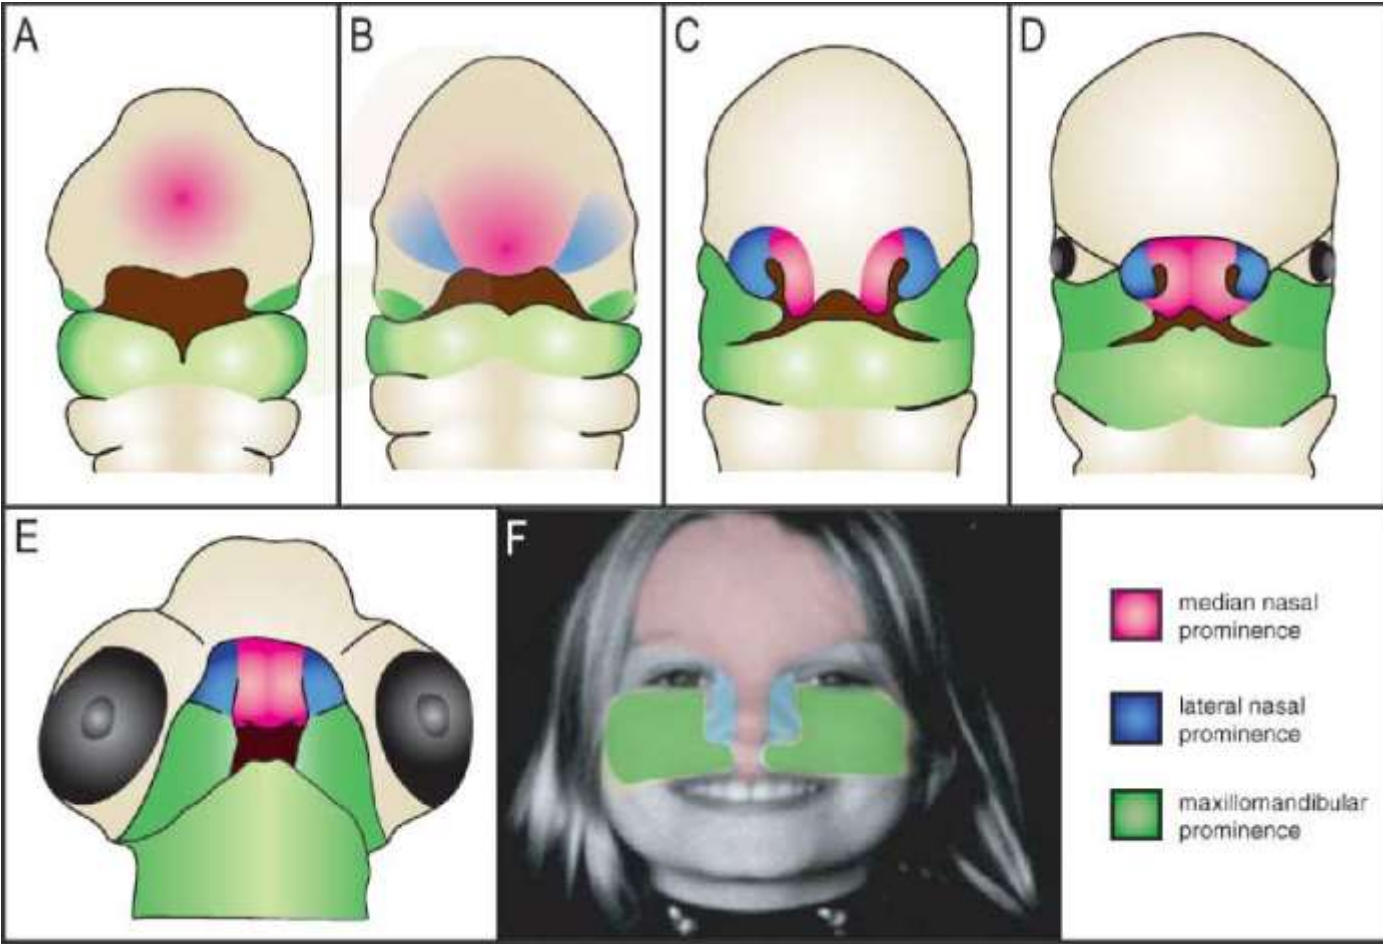 A
B
C
D
E
F
median nasal
prominence
lateral nasal
prominence
maxillomandibular
prominence